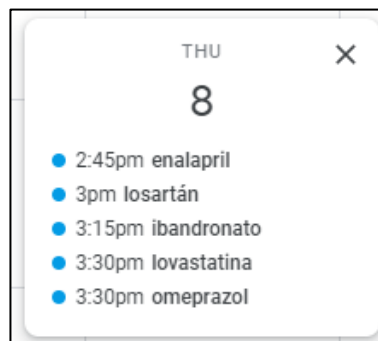 THU
8
2:45pm enalapril
3pm losartán
3:15pm ibandronato
3:30pm lovastatina
3:30pm omeprazol